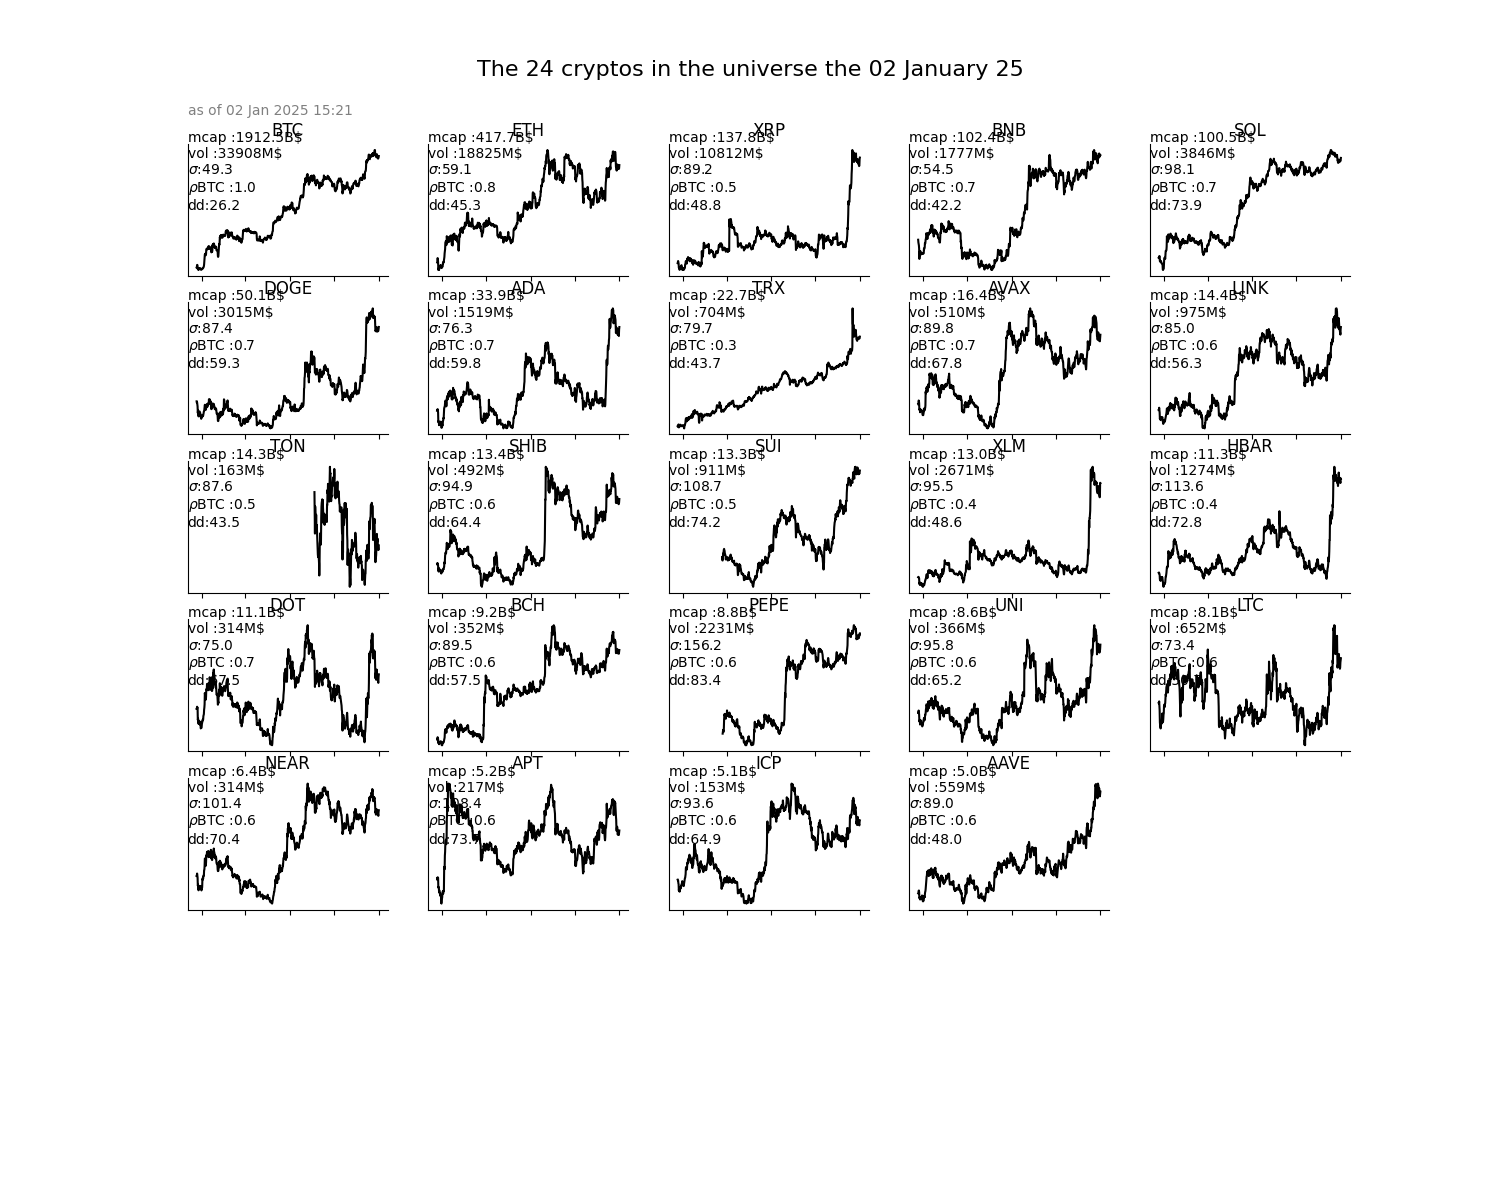 The 24 cryptos in the universe the 02 January 25
as of 02 Jan 2025 15:21
BTC
mcap :1912.5B$
vol :33908M$
σ:49.3
ρBTC :1.0
dd:26.2
ETH
mcap :417.7B$
vol :18825M$
σ:59.1
ρBTC :0.8
dd:45.3
XRP
mcap :137.8B$
vol :10812M$
σ:89.2
ρBTC :0.5
dd:48.8
BNB
mcap :102.4B$
vol :1777M$
σ:54.5
ρBTC :0.7
dd:42.2
SOL
mcap :100.5B$
vol :3846M$
σ:98.1
ρBTC :0.7
dd:73.9
DOGE
mcap :50.1B$
vol :3015M$
σ:87.4
ρBTC :0.7
dd:59.3
ADA
mcap :33.9B$
vol :1519M$
σ:76.3
ρBTC :0.7
dd:59.8
TRX
mcap :22.7B$
vol :704M$
σ:79.7
ρBTC :0.3
dd:43.7
AVAX
mcap :16.4B$
vol :510M$
σ:89.8
ρBTC :0.7
dd:67.8
LINK
mcap :14.4B$
vol :975M$
σ:85.0
ρBTC :0.6
dd:56.3
TON
mcap :14.3B$
vol :163M$
σ:87.6
ρBTC :0.5
dd:43.5
SHIB
mcap :13.4B$
vol :492M$
σ:94.9
ρBTC :0.6
dd:64.4
SUI
mcap :13.3B$
vol :911M$
σ:108.7
ρBTC :0.5
dd:74.2
XLM
mcap :13.0B$
vol :2671M$
σ:95.5
ρBTC :0.4
dd:48.6
HBAR
mcap :11.3B$
vol :1274M$
σ:113.6
ρBTC :0.4
dd:72.8
DOT
mcap :11.1B$
vol :314M$
σ:75.0
ρBTC :0.7
BCH
mcap :9.2B$
vol :352M$
σ:89.5
ρBTC :0.6
dd:57.5
PEPE
mcap :8.8B$
vol :2231M$
σ:156.2
ρBTC :0.6
dd:83.4
UNI
mcap :8.6B$
vol :366M$
σ:95.8
ρBTC :0.6
dd:65.2
LTC
mcap :8.1B$
vol :652M$
σ:73.4
ρBTC :0.6
NEAR
mcap :6.4B$
vol :314M$
σ:101.4
ρBTC :0.6
dd:70.4
APT
mcap :5.2B$
vol :217M$
σ:108.4
ρBTC :0.6
ICP
mcap :5.1B$
vol :153M$
σ:93.6
ρBTC :0.6
dd:64.9
AAVE
mcap :5.0B$
vol :559M$
σ:89.0
ρBTC :0.6
dd:48.0